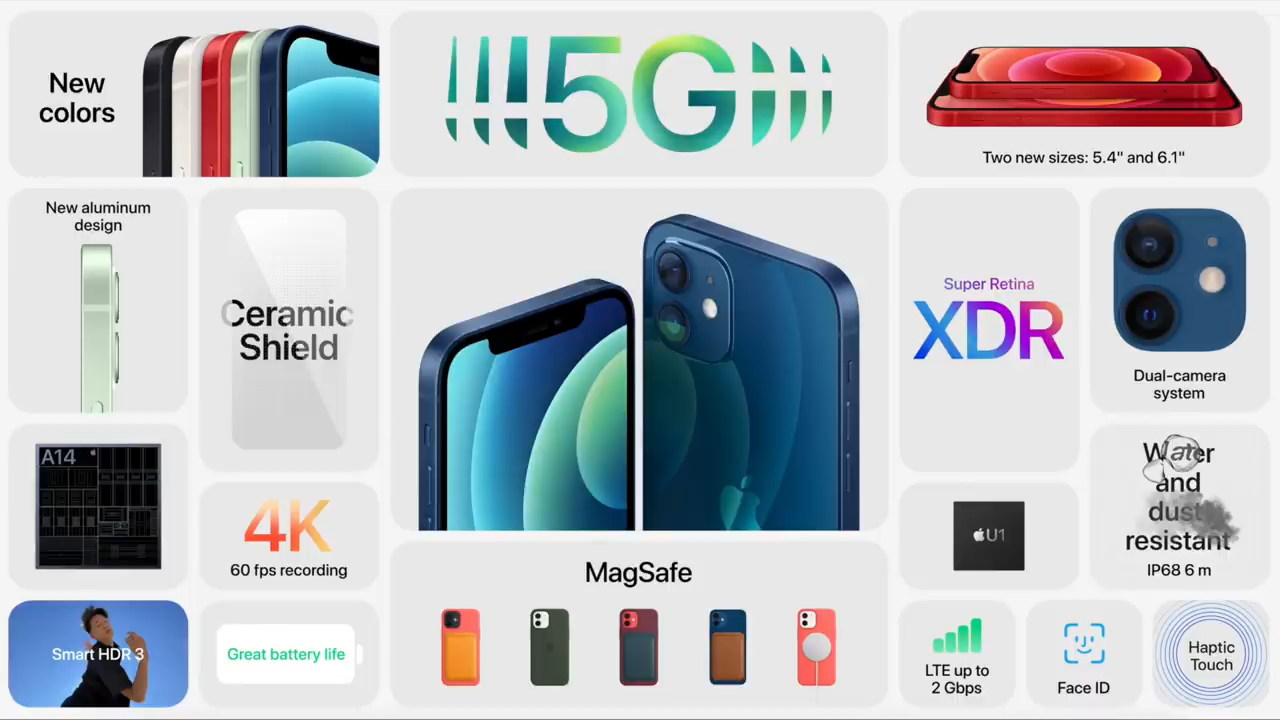 New
colors
5G
Two new sizes: 5.4" and 6.1"
New aluminum
design
Ceramic
Shield
Super Retina
XDR
Dual-camera
system
A14
4K
60 fps recording
MagSafe
U1
Water
and
dust
resistant
IP68 6 m
Smart HDR 3
Great battery life
LTE up to
2 Gbps
Face ID
Haptic
Touch